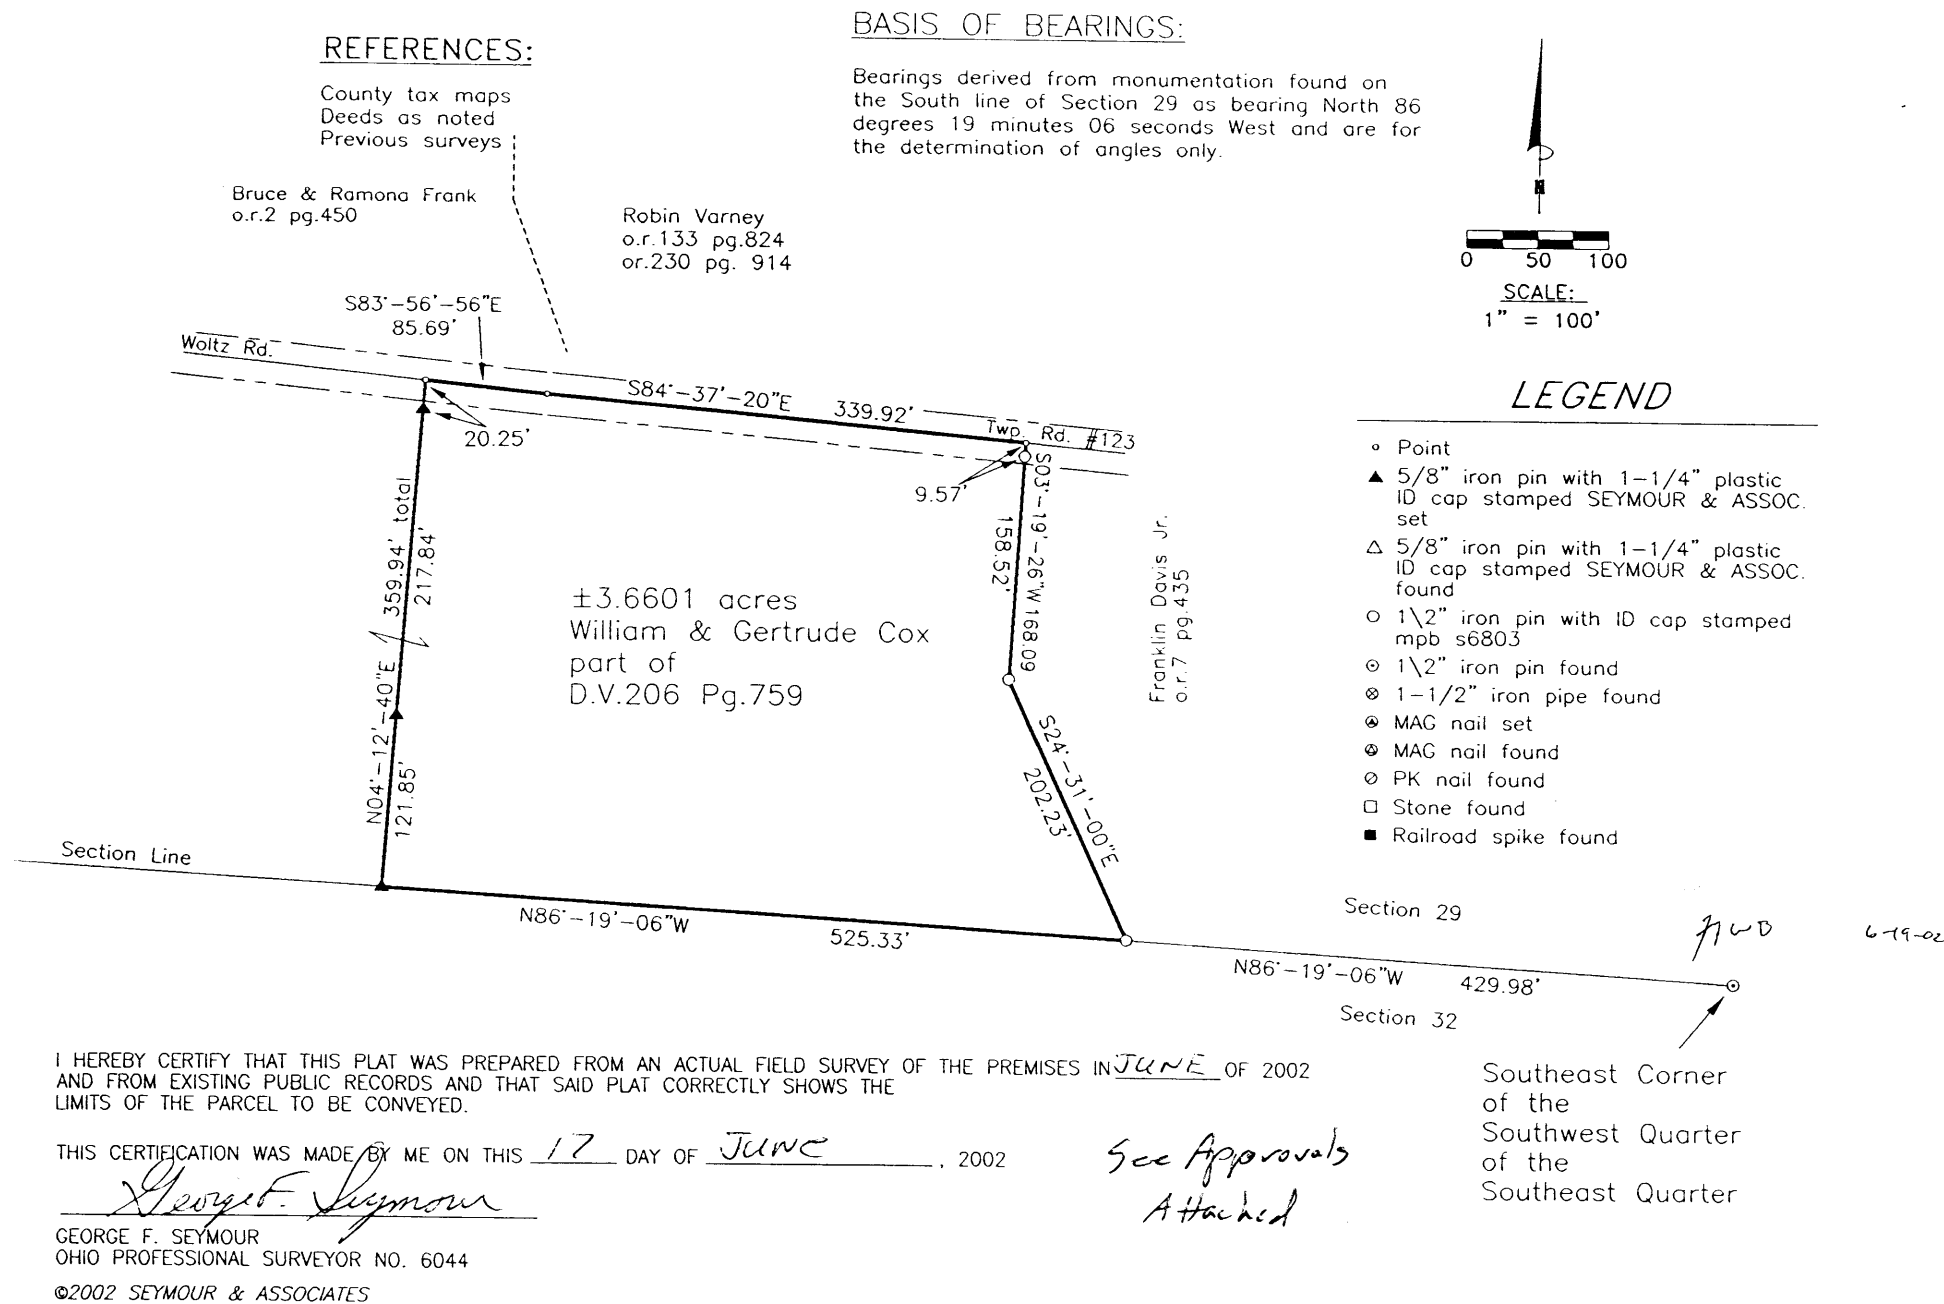 REFERENCES:
County tax maps
Deeds as noted
Previous surveys
BASIS OF BEARINGS:
Bearings derived from monumentation found on
the South line of Section 29 as bearing North 86
degrees 19 minutes 06 seconds West and are for
the determination of angles only.
N
0 50 100
SCALE:
1" = 100'
Bruce & Ramona Frank
o.r.2 pg.450
Robin Varney
o.r.133 pg.824
or.230 pg. 914
S83°-56'-56"E
85.69'
Woltz Rd.
S84°-37'-20"E 339.92'
Twp. Rd. #123
20.25'
9.57'
S03°-19'-26"W 168.09
158.52'
359.94' total
217.84'
N04°-12'-40"E
121.85'
±3.6601 acres
William & Gertrude Cox
part of
D.V.206 Pg.759
Franklin Davis Jr.
o.r.7 pg.435
S24°-31'-00"E
202.23'
Section Line
N86°-19'-06"W 525.33'
LEGEND
Point
5/8" iron pin with 1-1/4" plastic
ID cap stamped SEYMOUR & ASSOC.
set
5/8" iron pin with 1-1/4" plastic
ID cap stamped SEYMOUR & ASSOC.
found
1\2" iron pin with ID cap stamped
mpb s6803
1\2" iron pin found
1-1/2" iron pipe found
MAG nail set
MAG nail found
PK nail found
Stone found
Railroad spike found
Section 29
6-19-02
N86°-19'-06"W 429.98'
Section 32
Southeast Corner
of the
Southwest Quarter
of the
Southeast Quarter
I HEREBY CERTIFY THAT THIS PLAT WAS PREPARED FROM AN ACTUAL FIELD SURVEY OF THE PREMISES IN JUNE OF 2002
AND FROM EXISTING PUBLIC RECORDS AND THAT SAID PLAT CORRECTLY SHOWS THE
LIMITS OF THE PARCEL TO BE CONVEYED.
THIS CERTIFICATION WAS MADE BY ME ON THIS 17 DAY OF JUNE, 2002
George F. Seymour
GEORGE F. SEYMOUR
OHIO PROFESSIONAL SURVEYOR NO. 6044
©2002 SEYMOUR & ASSOCIATES
See Approvals
Attached